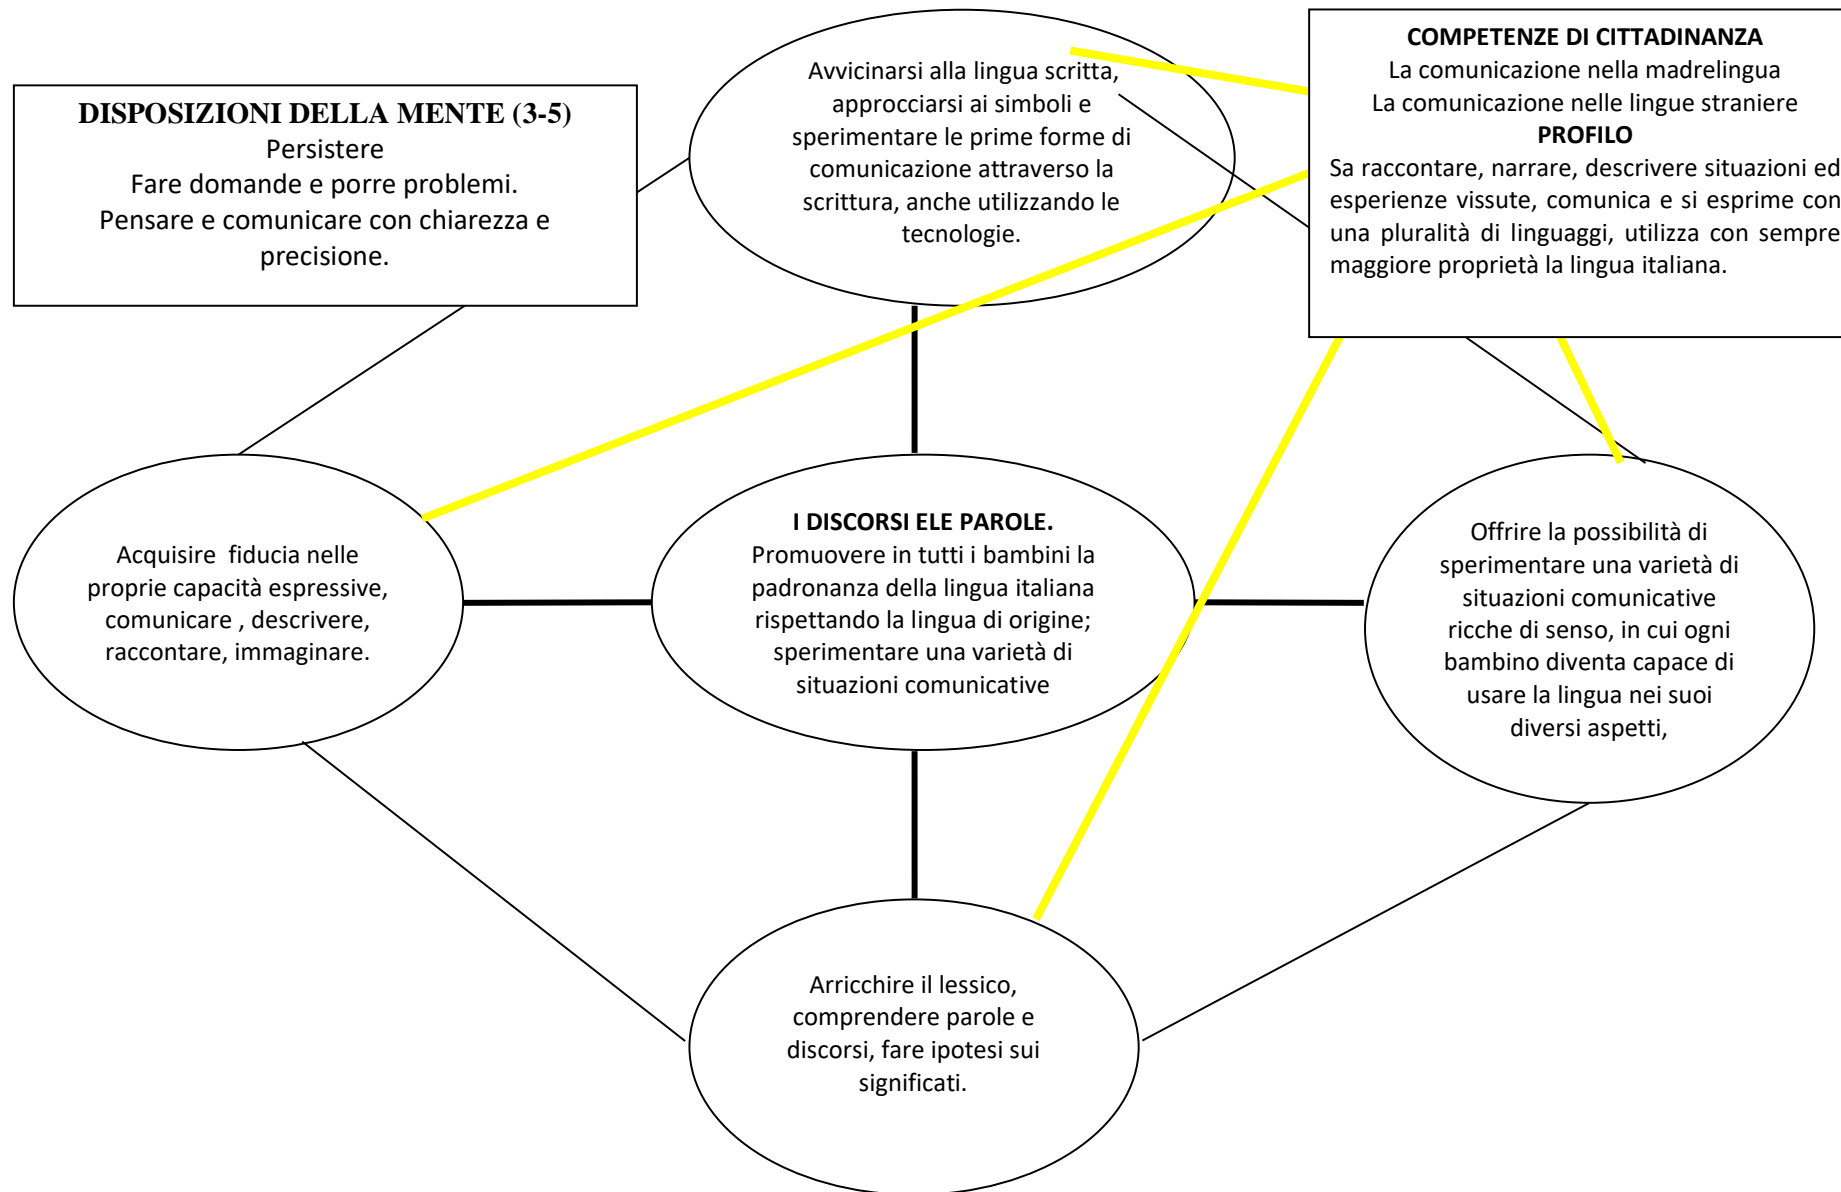 DISPOSIZIONI DELLA MENTE (3-5)
Persistere
Fare domande e porre problemi.
Pensare e comunicare con chiarezza e
precisione.
Avvicinarsi alla lingua scritta,
approcciarsi ai simboli e
sperimentare le prime forme di
comunicazione attraverso la
scrittura, anche utilizzando le
tecnologie.
COMPETENZE DI CITTADINANZA
La comunicazione nella madrelingua
La comunicazione nelle lingue straniere
PROFILO
Sa raccontare, narrare, descrivere situazioni ed
esperienze vissute, comunica e si esprime con
una pluralità di linguaggi, utilizza con sempre
maggiore proprietà la lingua italiana.
Acquisire fiducia nelle
proprie capacità espressive,
comunicare , descrivere,
raccontare, immaginare.
I DISCORSI ELE PAROLE.
Promuovere in tutti i bambini la
padronanza della lingua italiana
rispettando la lingua di origine;
sperimentare una varietà di
situazioni comunicative
Offrire la possibilità di
sperimentare una varietà di
situazioni comunicative
ricche di senso, in cui ogni
bambino diventa capace di
usare la lingua nei suoi
diversi aspetti,
Arricchire il lessico,
comprendere parole e
discorsi, fare ipotesi sui
significati.